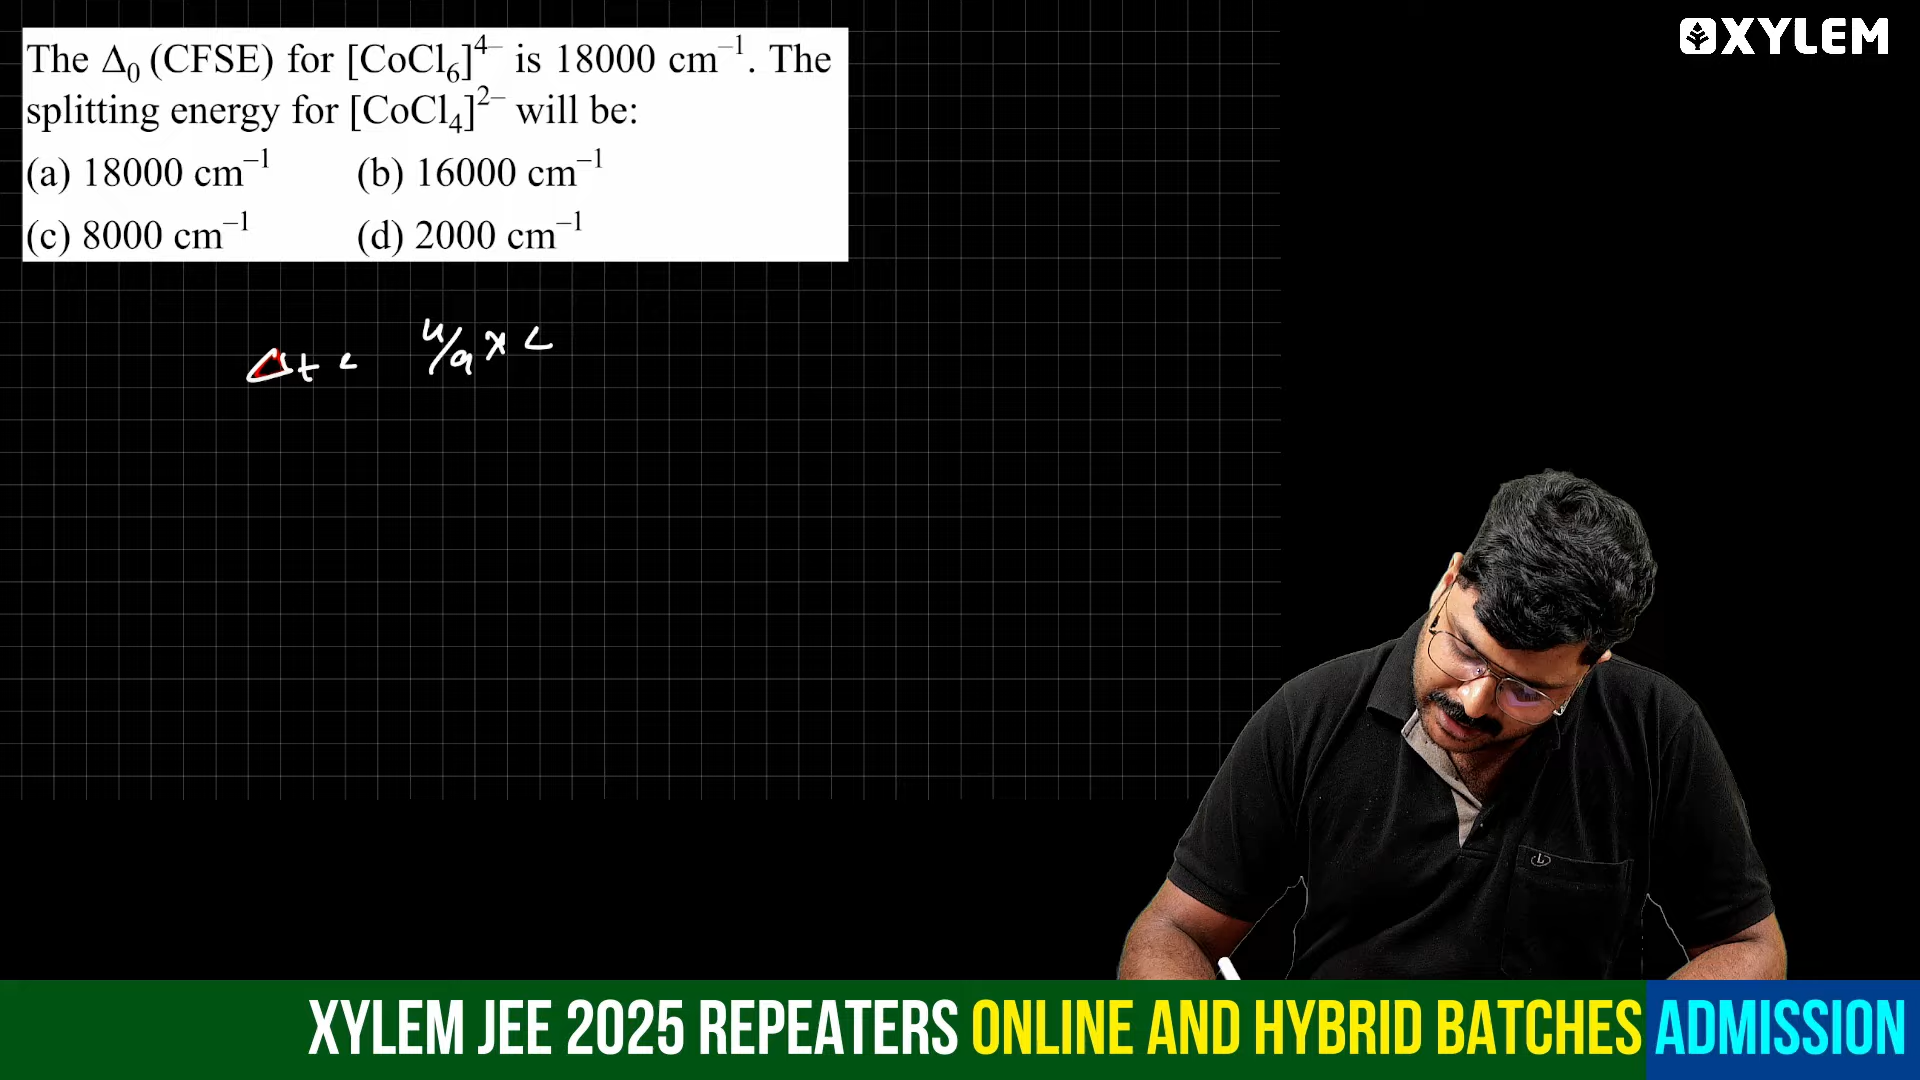 XYLEM
The Δ₀ (CFSE) for [CoCl₆]⁴⁻ is 18000 cm⁻¹. The
splitting energy for [CoCl₄]²⁻ will be:
(a) 18000 cm⁻¹ (b) 16000 cm⁻¹
(c) 8000 cm⁻¹ (d) 2000 cm⁻¹
Δt 4/9 ×
L
XYLEM JEE 2025 REPEATERS ONLINE AND HYBRID BATCHES ADMISSION